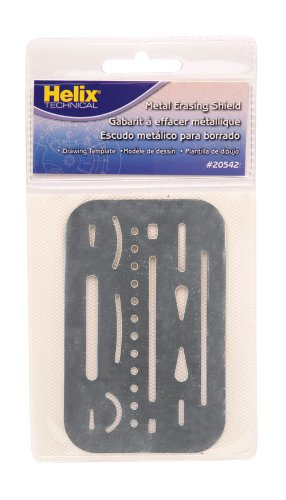 Helix
TECHNICAL
Metal Erasing Shield
Gabarit à effacer métallique
Escudo metálico para borrado
• Drawing Template • Modèle de dessin • Plantilla de dibujo
#20542